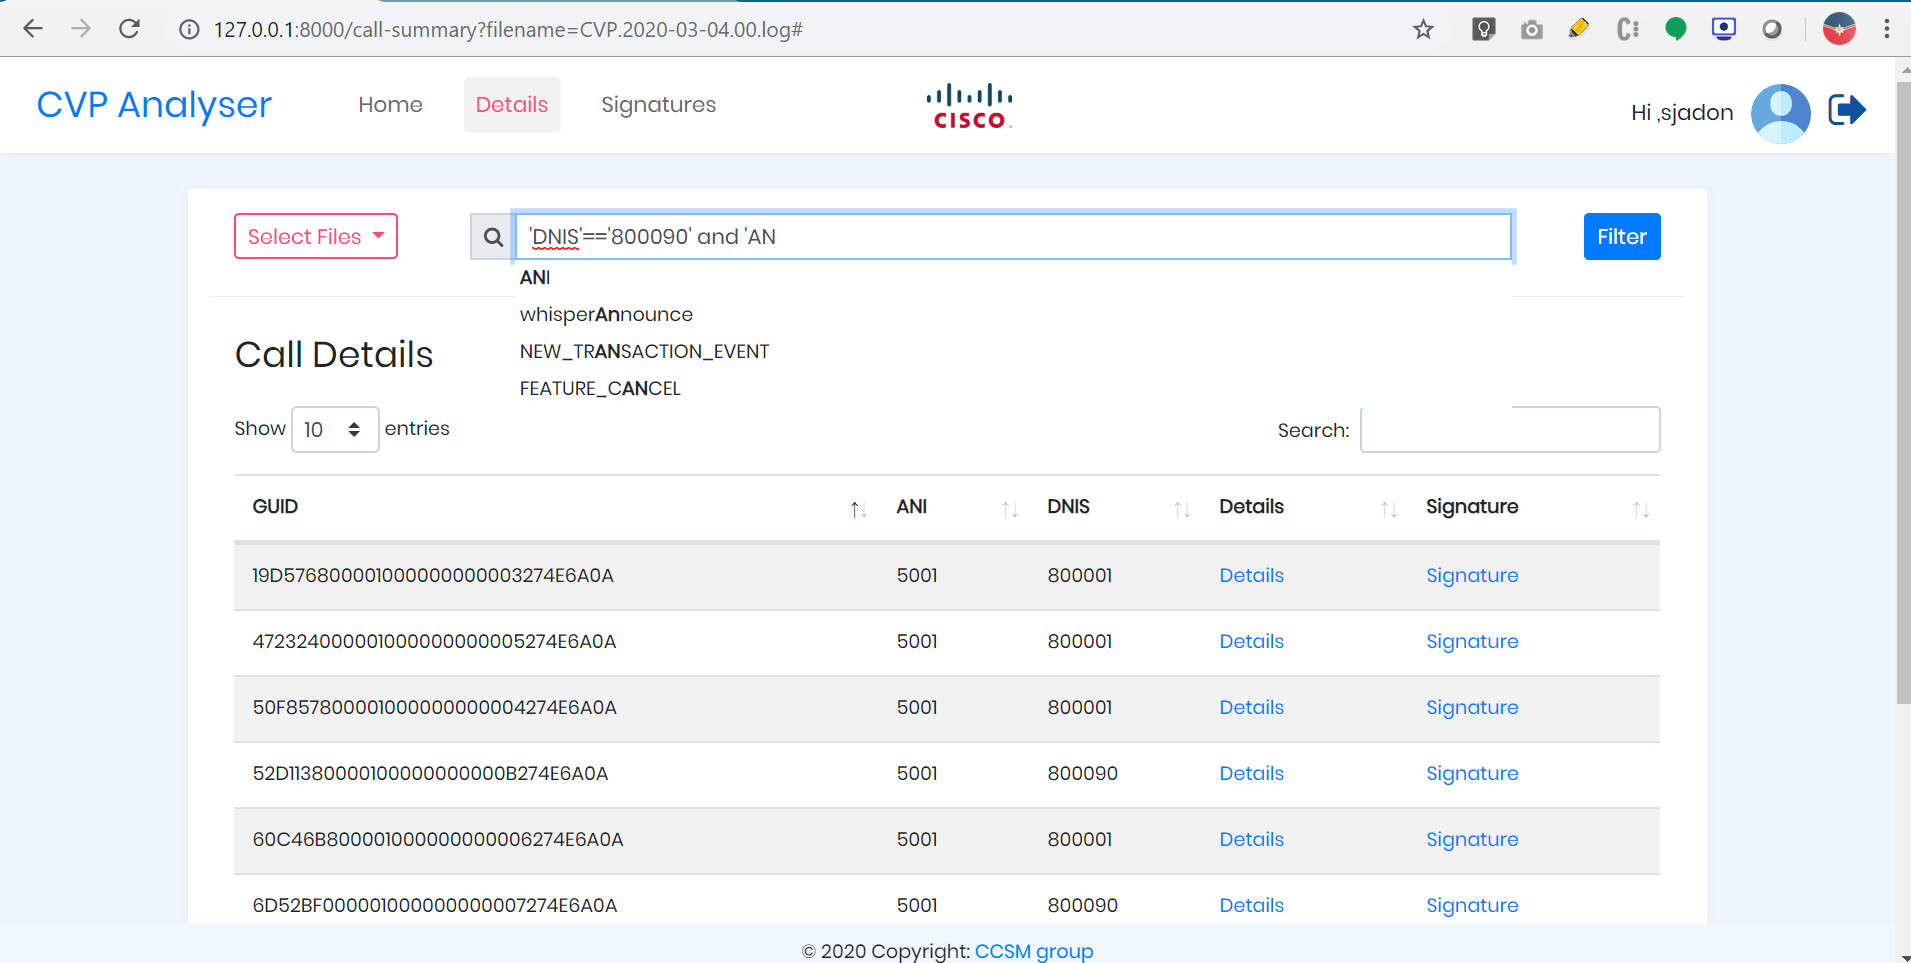 127.0.0.1:8000/call-summary?filename=CVP.2020-03-04.00.log#
CVP Analyser Home Details Signatures CISCO Hi ,sjadon
Select Files 'DNIS'=='800090' and 'AN Filter
ANI
whisperAnnounce
NEW_TRANSACTION_EVENT
FEATURE_CANCEL
Call Details
Show 10 entries Search:
GUID ANI DNIS Details Signature
19D5768000010000000000003274E6A0A 5001 800001 Details Signature
4723240000010000000000005274E6A0A 5001 800001 Details Signature
50F8578000010000000000004274E6A0A 5001 800001 Details Signature
52D11380000100000000000B274E6A0A 5001 800090 Details Signature
60C46B800001000000000006274E6A0A 5001 800001 Details Signature
6D52BF000001000000000007274E6A0A 5001 800090 Details Signature
© 2020 Copyright: CCSM group